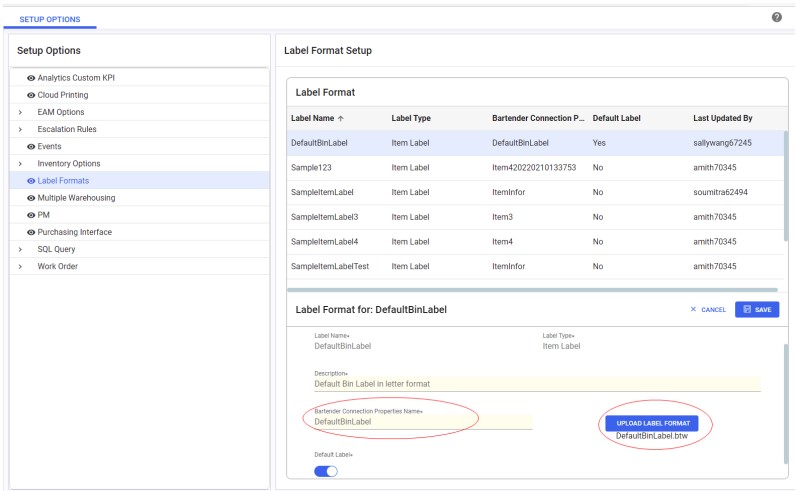 SETUP OPTIONS
Setup Options
Analytics Custom KPI
Cloud Printing
EAM Options
Escalation Rules
Events
Inventory Options
Label Formats
Multiple Warehousing
PM
Purchasing Interface
SQL Query
Work Order
Label Format Setup
Label Format
Label Name ↑ Label Type Bartender Connection P... Default Label Last Updated By
DefaultBinLabel Item Label DefaultBinLabel Yes sallywang67245
Sample123 Item Label Item420220210133753 No amith70345
SampleItemLabel Item Label ItemInfor No soumitra62494
SampleItemLabel3 Item Label Item3 No amith70345
SampleItemLabel4 Item Label Item4 No amith70345
SampleItemLabelTest Item Label ItemInfor No amith70345
Label Format for: DefaultBinLabel × CANCEL SAVE
Label Name* Label Type*
DefaultBinLabel Item Label
Description*
Default Bin Label in letter format
Bartender Connection Properties Name*
DefaultBinLabel
UPLOAD LABEL FORMAT
DefaultBinLabel.btw
Default Label*